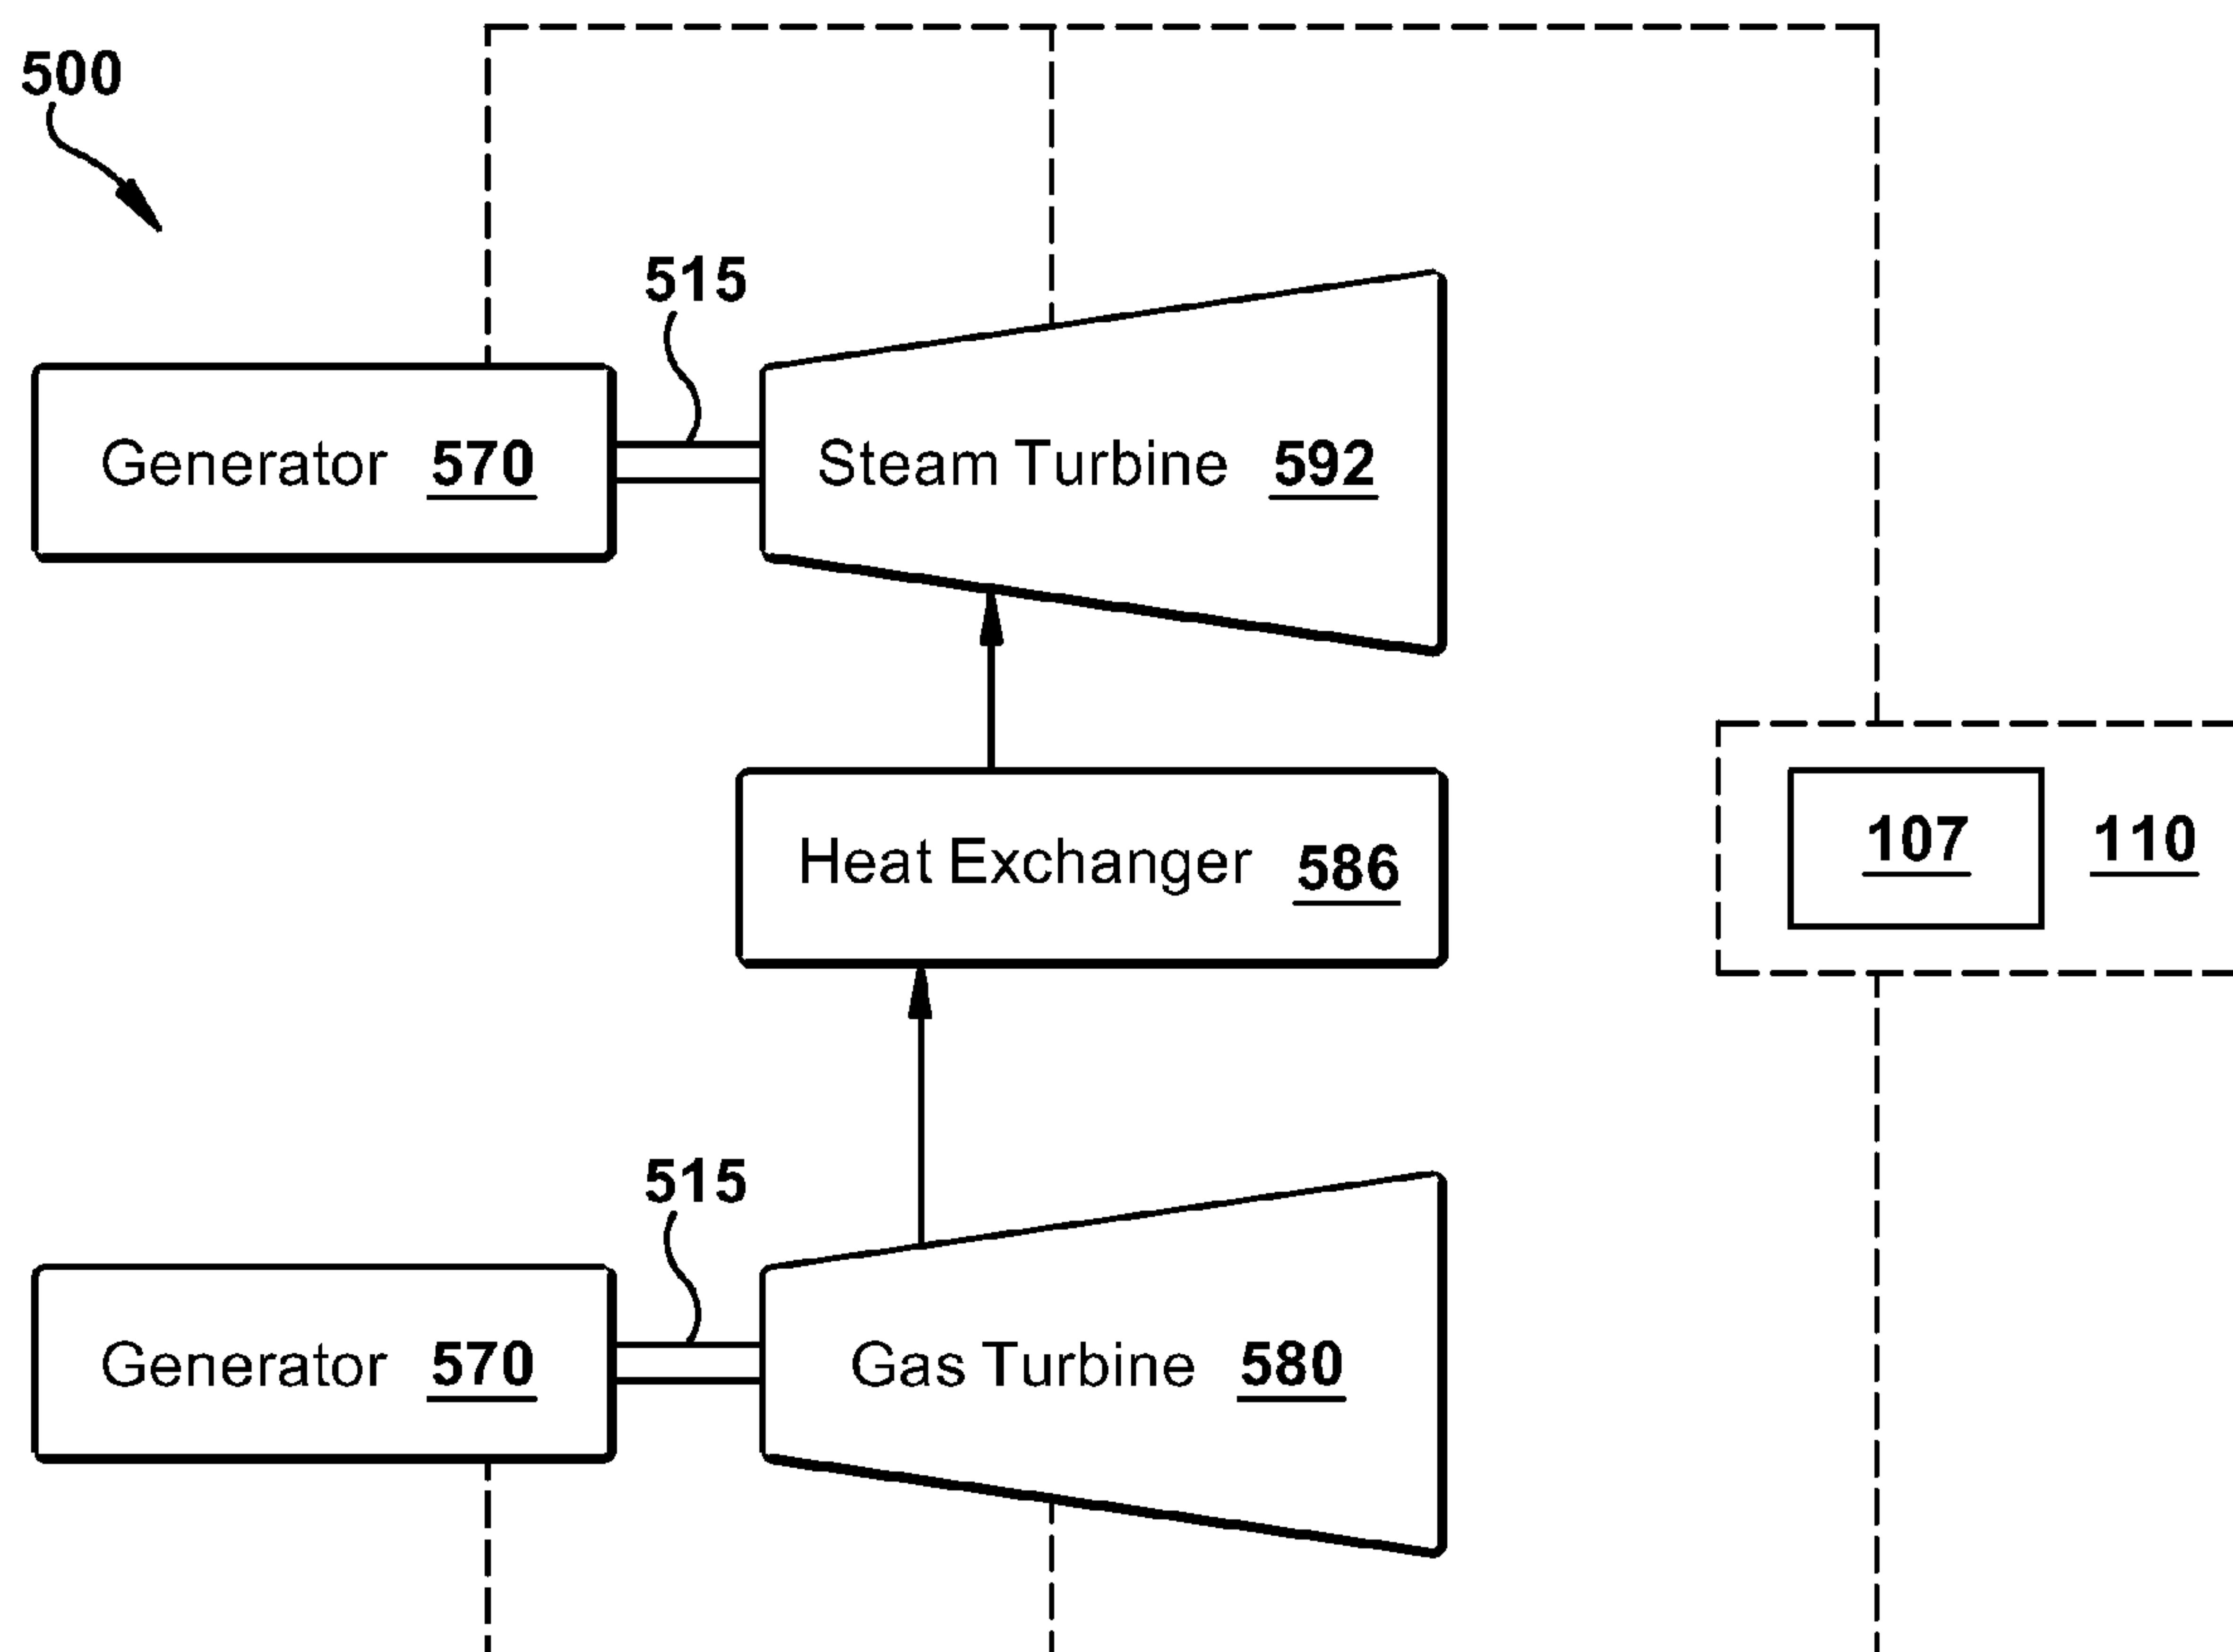 500
515
Generator 570
Steam Turbine 592
Heat Exchanger 586
107
110
515
Generator 570
Gas Turbine 580